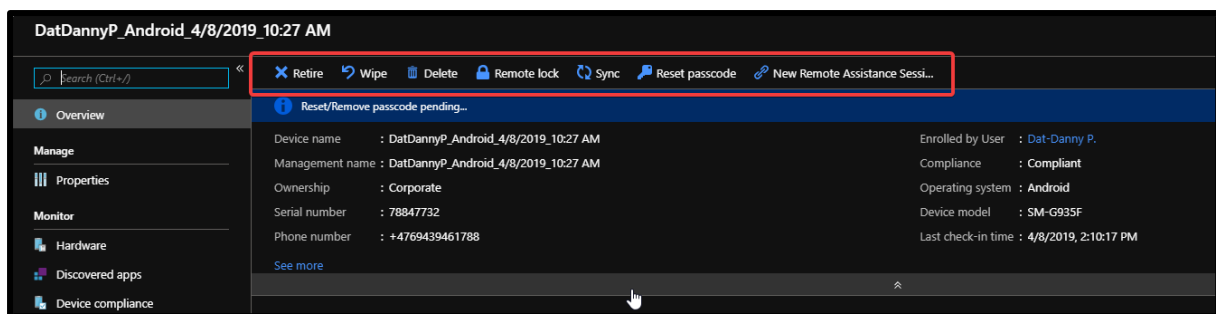 DatDannyP_Android_4/8/2019_10:27 AM
Search (Ctrl+/)
«
Retire Wipe Delete Remote lock Sync Reset passcode New Remote Assistance Sessi...
Reset/Remove passcode pending...
Overview
Manage
Properties
Monitor
Hardware
Discovered apps
Device compliance
Device name : DatDannyP_Android_4/8/2019_10:27 AM
Management name : DatDannyP_Android_4/8/2019_10:27 AM
Ownership : Corporate
Serial number : 78847732
Phone number : +4769439461788
See more
Enrolled by User : Dat-Danny P.
Compliance : Compliant
Operating system : Android
Device model : SM-G935F
Last check-in time : 4/8/2019, 2:10:17 PM